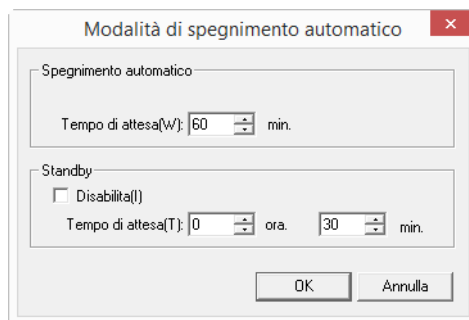 Modalità di spegnimento automatico
Spegnimento automatico
Tempo di attesa(W): 60 min.
Standby
Disabilita(I)
Tempo di attesa(T): 0 ora. 30 min.
OK Annulla